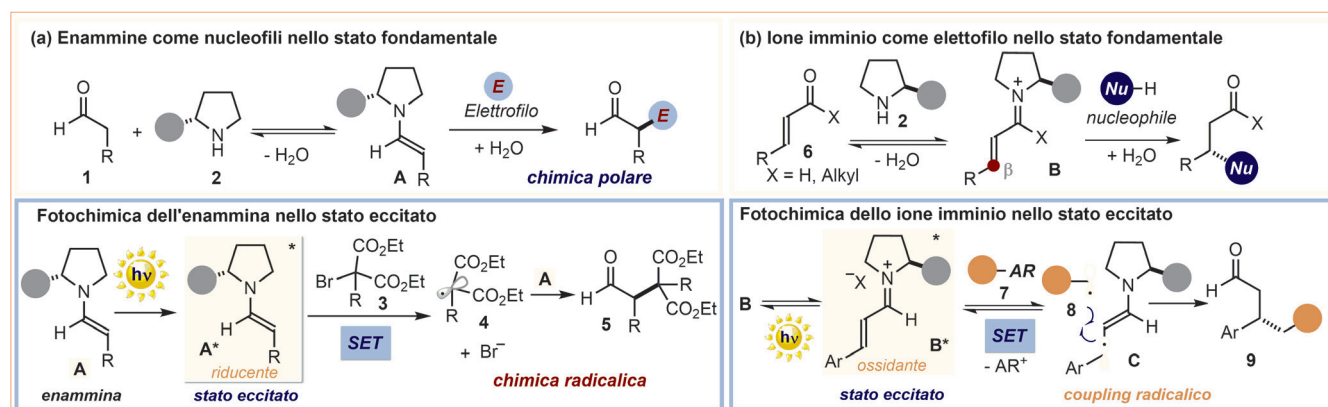 (a) Enammine come nucleofili nello stato fondamentale
O
H
R
1
+
N
H
2
- H₂O
N
H
R
A
E
Elettrofilo
+ H₂O
O
H
E
R
chimica polare
(b) Ione imminio come elettofilo nello stato fondamentale
O
X
R
6
X = H, Alkyl
N
H
2
- H₂O
N
+
X
R
β
B
Nu
H
nucleophile
+ H₂O
O
X
R
Nu
Fotochimica dell'enammina nello stato eccitato
N
H
R
A
enammina
hν
*
N
H
R
A*
riducente
stato eccitato
CO₂Et
CO₂Et
Br
R
3
SET
CO₂Et
CO₂Et
R
4
+ Br⁻
A
O
H
R
CO₂Et
R
CO₂Et
5
chimica radicalica
Fotochimica dello ione imminio nello stato eccitato
B
hν
*
⁻X
N
+
H
Ar
B*
ossidante
stato eccitato
AR
7
SET
- AR⁺
8
N
H
Ar
C
coupling radicalico
O
H
Ar
9